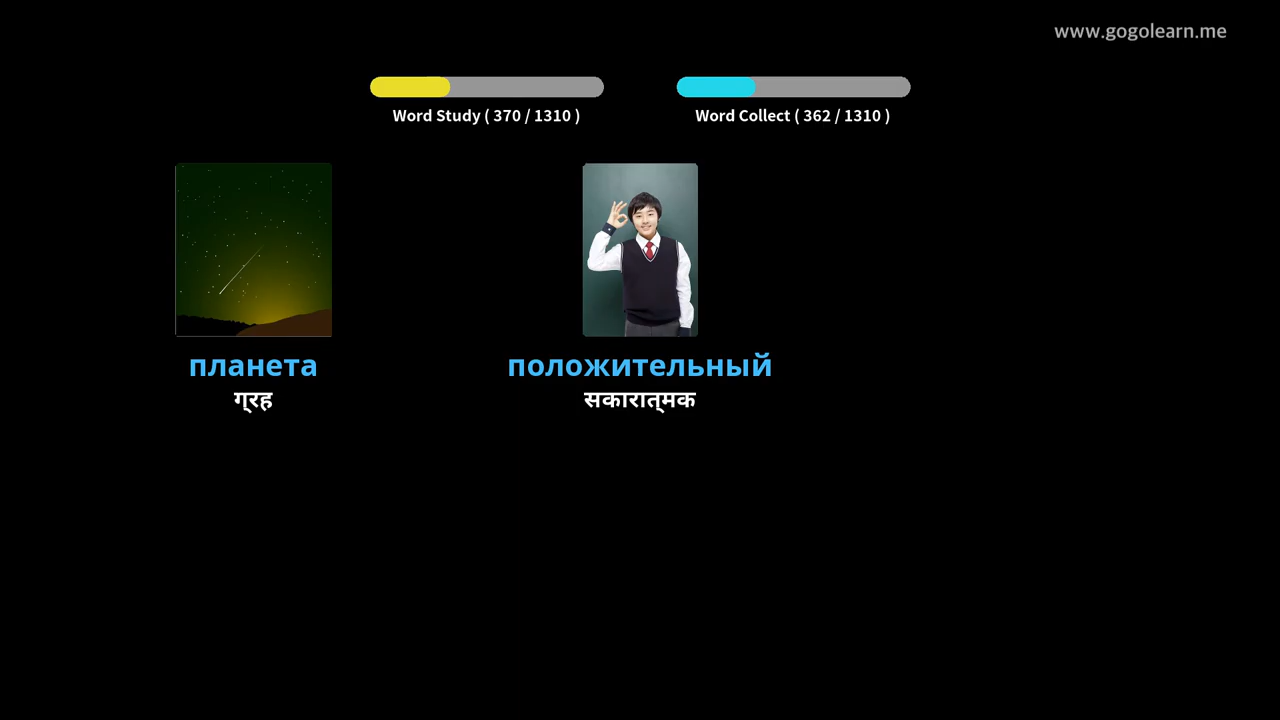 www.gogolearn.me
Word Study ( 370 / 1310 )
Word Collect ( 362 / 1310 )
планета
ग्रह
положительный
सकारात्मक